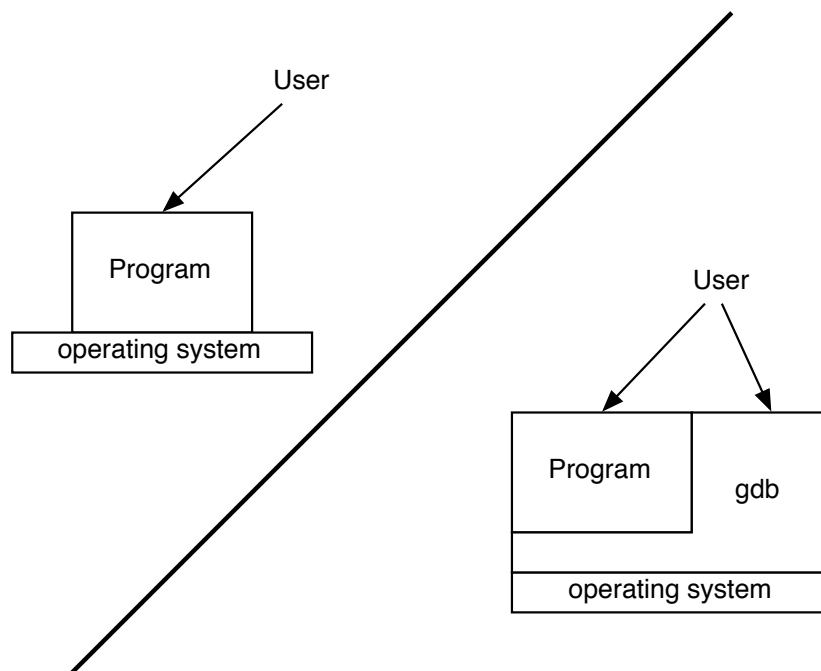 User
Program
operating system
User
Program
gdb
operating system